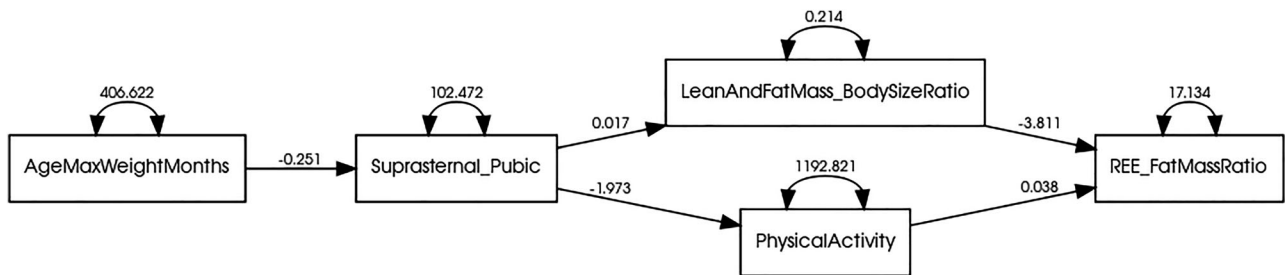 406.622
AgeMaxWeightMonths
-0.251
102.472
Suprasternal_Pubic
0.017
-1.973
0.214
LeanAndFatMass_BodySizeRatio
1192.821
PhysicalActivity
-3.811
0.038
17.134
REE_FatMassRatio